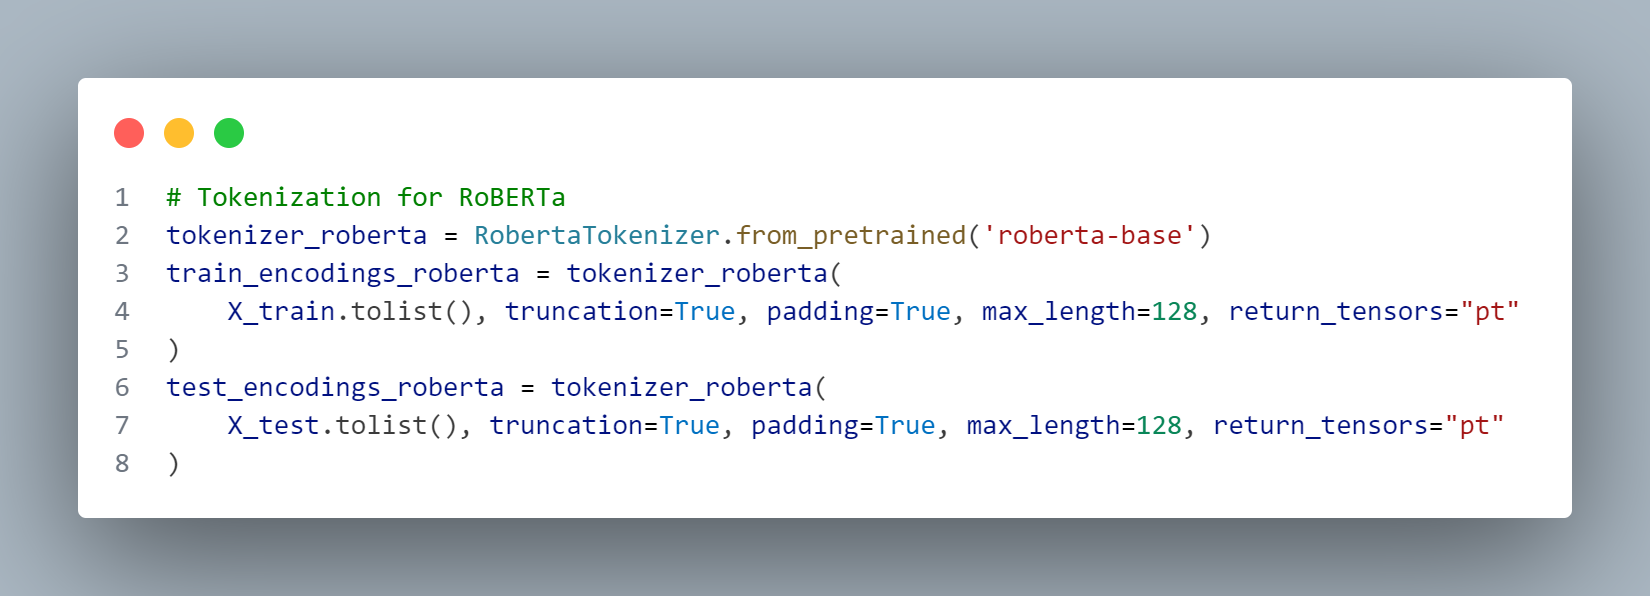 1 # Tokenization for RoBERTa
2 tokenizer_roberta = RobertaTokenizer.from_pretrained('roberta-base')
3 train_encodings_roberta = tokenizer_roberta(
4     X_train.tolist(), truncation=True, padding=True, max_length=128, return_tensors="pt"
5 )
6 test_encodings_roberta = tokenizer_roberta(
7     X_test.tolist(), truncation=True, padding=True, max_length=128, return_tensors="pt"
8 )